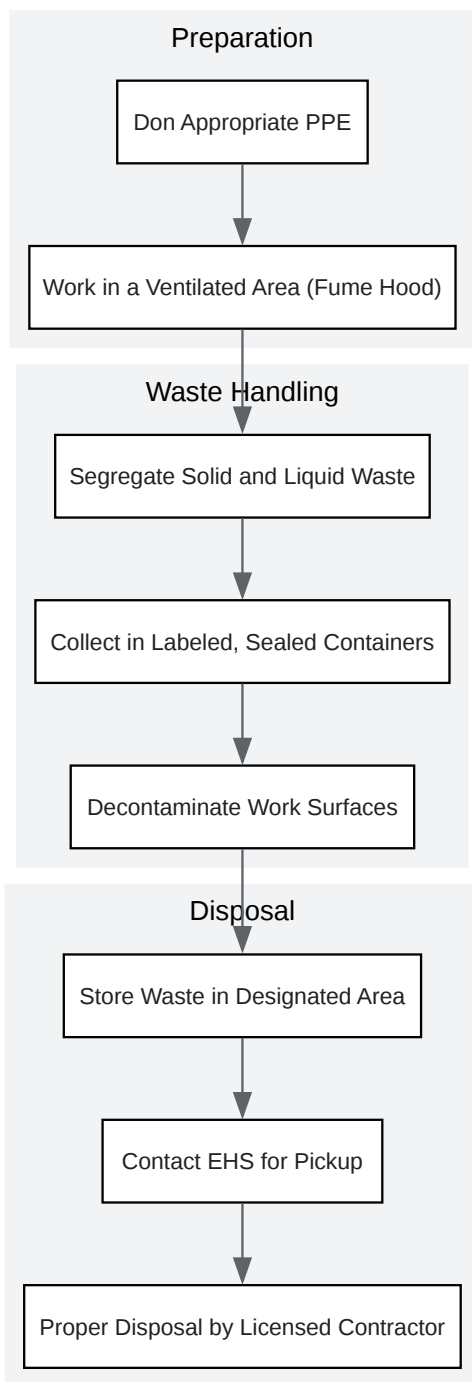 Preparation
Don Appropriate PPE
Work in a Ventilated Area (Fume Hood)
Waste Handling
Segregate Solid and Liquid Waste
Collect in Labeled, Sealed Containers
Decontaminate Work Surfaces
Disposal
Store Waste in Designated Area
Contact EHS for Pickup
Proper Disposal by Licensed Contractor